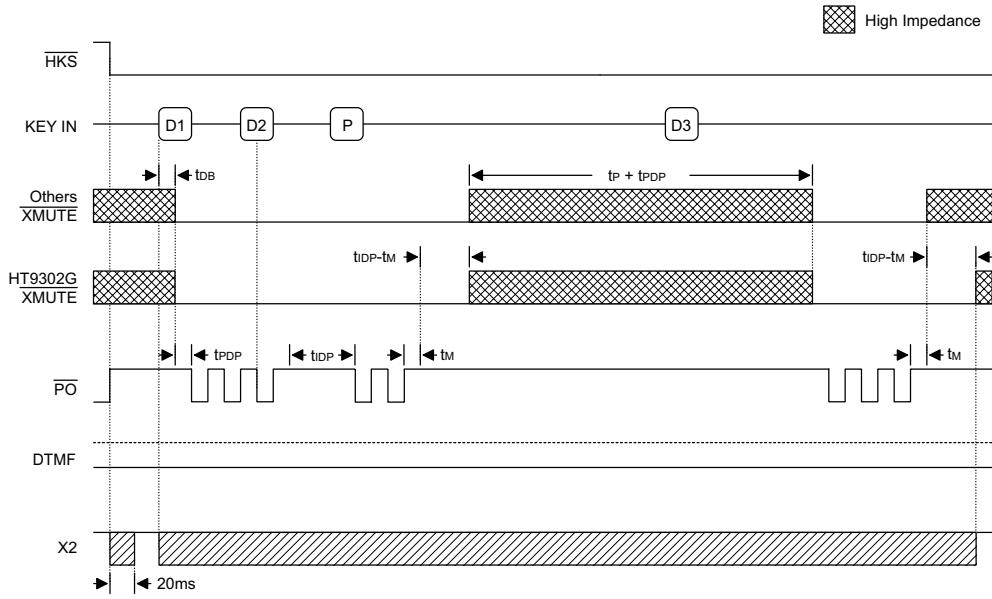 High Impedance
HKS
KEY IN
D1
D2
P
D3
tDB
tP + tPDP
Others
XMUTE
tIDP-tM
tIDP-tM
HT9302G
XMUTE
tPDP
tIDP
tM
tM
PO
DTMF
X2
20ms